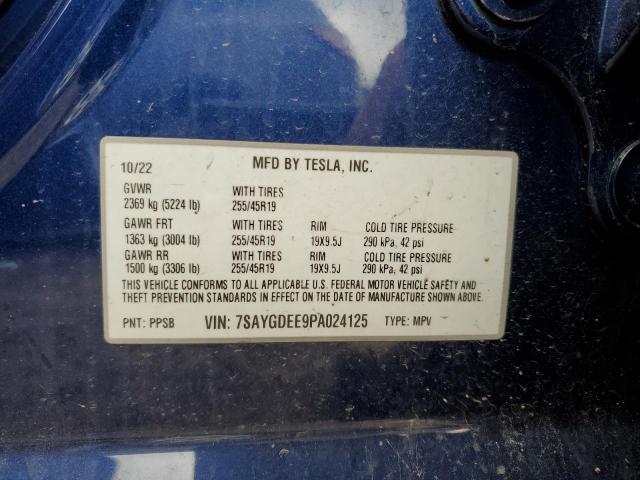 10/22 MFD BY TESLA, INC.
GVWR WITH TIRES
2369 kg (5224 lb) 255/45R19
GAWR FRT WITH TIRES RIM COLD TIRE PRESSURE
1363 kg (3004 lb) 255/45R19 19X9.5J 290 kPa, 42 psi
GAWR RR WITH TIRES RIM COLD TIRE PRESSURE
1500 kg (3306 lb) 255/45R19 19X9.5J 290 kPa, 42 psi
THIS VEHICLE CONFORMS TO ALL APPLICABLE U.S. FEDERAL MOTOR VEHICLE SAFETY AND
THEFT PREVENTION STANDARDS IN EFFECT ON THE DATE OF MANUFACTURE SHOWN ABOVE.
PNT: PPSB VIN: 7SAYGDEE9PA024125 TYPE: MPV